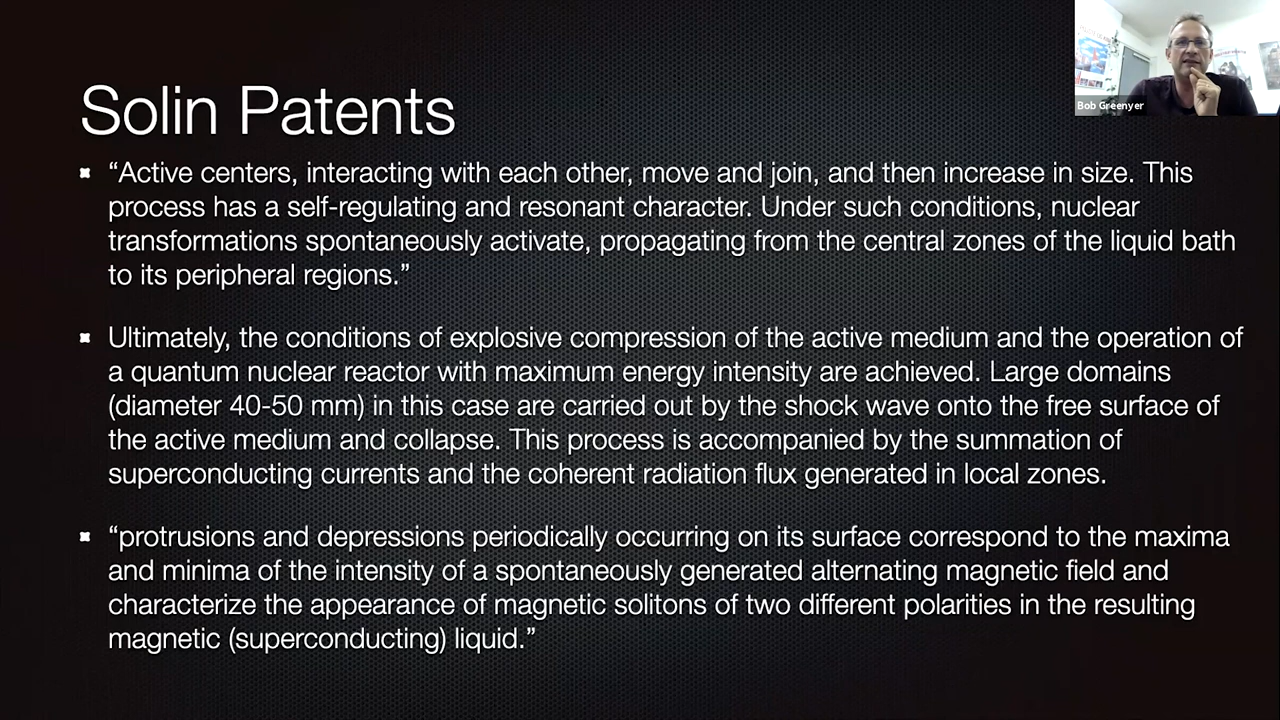 Solin Patents
“Active centers, interacting with each other, move and join, and then increase in size. This
process has a self-regulating and resonant character. Under such conditions, nuclear
transformations spontaneously activate, propagating from the central zones of the liquid bath
to its peripheral regions.”
Ultimately, the conditions of explosive compression of the active medium and the operation of
a quantum nuclear reactor with maximum energy intensity are achieved. Large domains
(diameter 40-50 mm) in this case are carried out by the shock wave onto the free surface of
the active medium and collapse. This process is accompanied by the summation of
superconducting currents and the coherent radiation flux generated in local zones.
“protrusions and depressions periodically occurring on its surface correspond to the maxima
and minima of the intensity of a spontaneously generated alternating magnetic field and
characterize the appearance of magnetic solitons of two different polarities in the resulting
magnetic (superconducting) liquid.”
Bob Greenyer